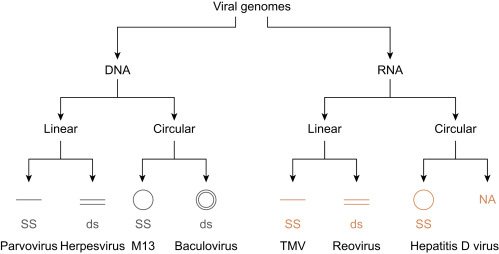 Viral genomes
DNA RNA
Linear Circular Linear Circular
NA
SS ds SS ds SS ds SS
Parvovirus Herpesvirus M13 Baculovirus TMV Reovirus Hepatitis D virus